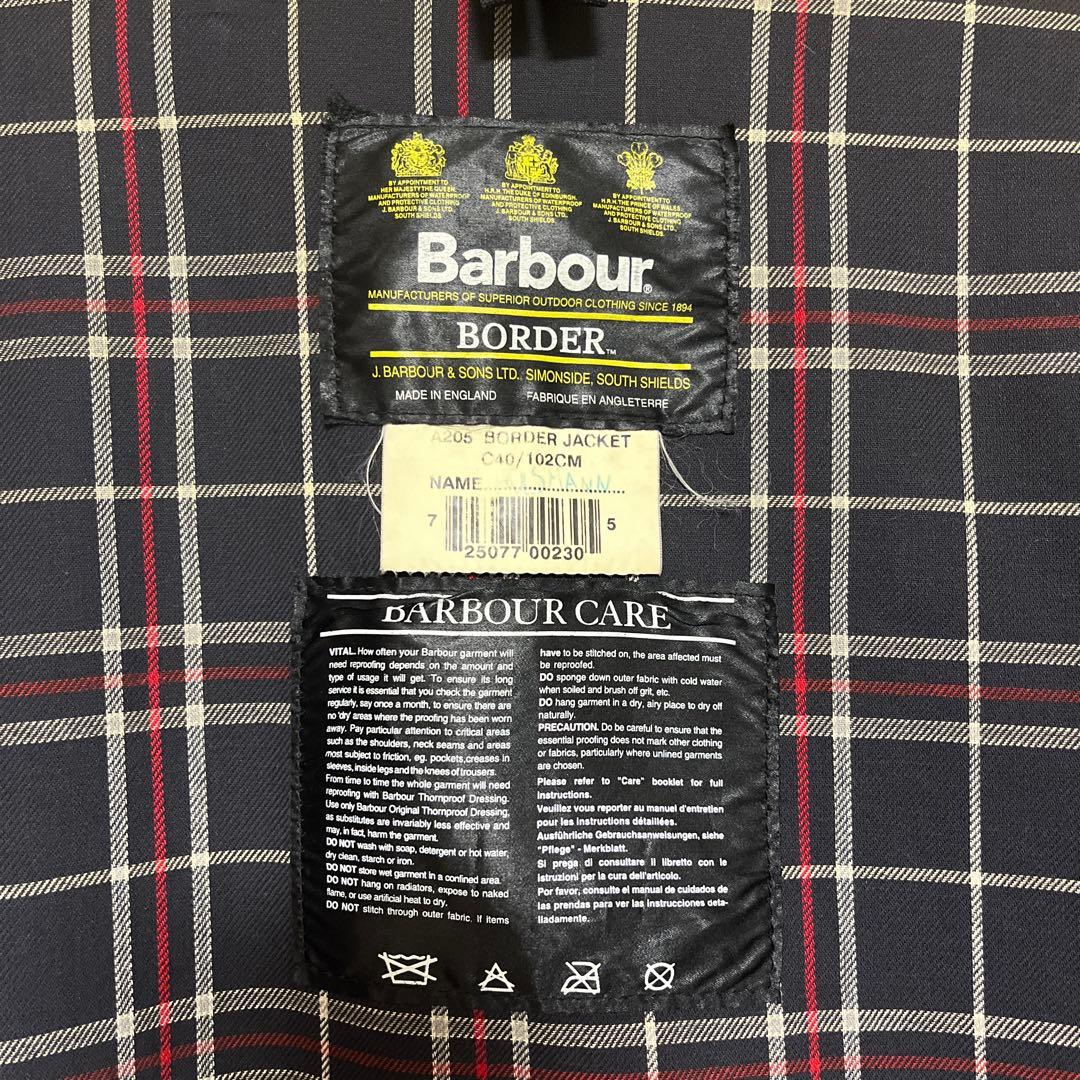 BY APPOINTMENT TO
HER MAJESTY THE QUEEN.
MANUFACTURERS OF WATERPROOF
AND PROTECTIVE CLOTHING
J. BARBOUR & SONS LTD.
SOUTH SHIELDS
BY APPOINTMENT TO
H.R.H. THE DUKE OF EDINBURGH.
MANUFACTURERS OF WATERPROOF
AND PROTECTIVE CLOTHING
J. BARBOUR & SONS LTD.
SOUTH SHIELDS.
BY APPOINTMENT TO
H.R.H. THE PRINCE OF WALES.
MANUFACTURERS OF WATERPROOF
AND PROTECTIVE CLOTHING
J. BARBOUR & SONS LTD.,
SOUTH SHIELDS.
Barbour®
MANUFACTURERS OF SUPERIOR OUTDOOR CLOTHING SINCE 1894
BORDER™
J. BARBOUR & SONS LTD. SIMONSIDE, SOUTH SHIELDS
MADE IN ENGLAND FABRIQUE EN ANGLETERRE
A205 BORDER JACKET
C40/102CM
NAME
7 25077 00230 5
BARBOUR CARE
VITAL. How often your Barbour garment will
need reproofing depends on the amount and
type of usage it will get. To ensure its long
service it is essential that you check the garment
regularly, say once a month, to ensure there are
no 'dry' areas where the proofing has been worn
away. Pay particular attention to critical areas
such as the shoulders, neck seams and areas
most subject to friction, eg. pockets,creases in
sleeves, inside legs and the knees of trousers.
From time to time the whole garment will need
reproofing with Barbour Thornproof Dressing.
Use only Barbour Original Thornproof Dressing,
as substitutes are invariably less effective and
may, in fact, harm the garment.
DO NOT wash with soap, detergent or hot water,
dry clean, starch or iron.
DO NOT store wet garment in a confined area.
DO NOT hang on radiators, expose to naked
flame, or use artificial heat to dry.
DO NOT stitch through outer fabric. If items
have to be stitched on, the area affected must
be reproofed.
DO sponge down outer fabric with cold water
when soiled and brush off grit, etc.
DO hang garment in a dry, airy place to dry off
naturally.
PRECAUTION. Do be careful to ensure that the
essential proofing does not mark other clothing
or fabrics, particularly where unlined garments
are chosen.
Please refer to "Care" booklet for full
instructions.
Veuillez vous reporter au manuel d'entretien
pour les instructions détaillées.
Ausführliche Gebrauchsanweisungen, siehe
"Pflege" - Merkblatt.
Si prega di consultare il libretto con le
istruzioni per la cura dell'articolo.
Por favor, consulte el manual de cuidados de
las prendas para ver las instrucciones deta-
lladamente.